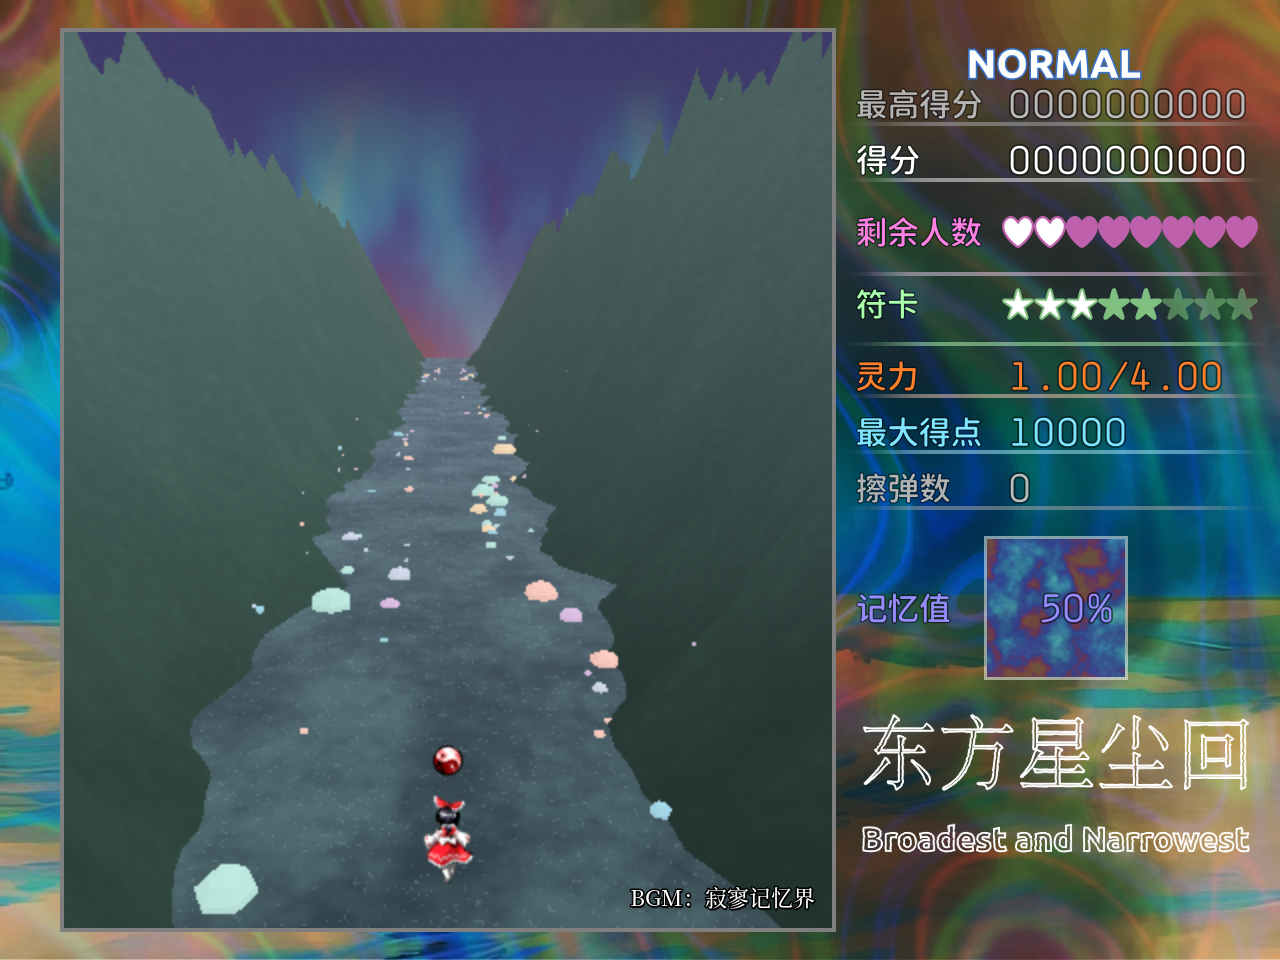 NORMAL
最高得分 0000000000
得分 0000000000
剩余人数
符卡
灵力 1.00/4.00
最大得点 10000
擦弹数 0
记忆值 50%
东方星尘回
Broadest and Narrowest
BGM：寂寥记忆界